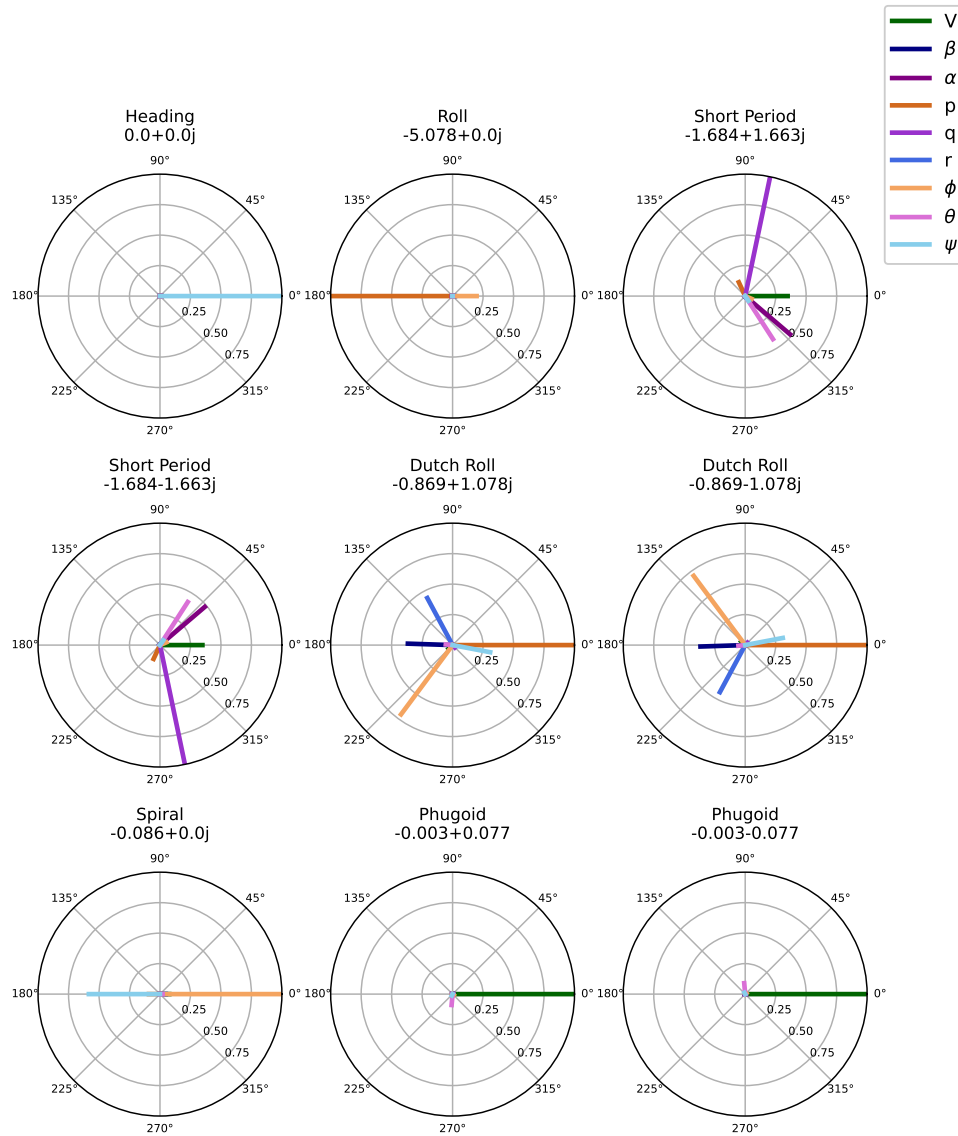 V
β
α
p
q
r
ϕ
θ
ψ
Heading
0.0+0.0j
90°
135° 45°
180° 0°
0.25
0.50
0.75
225° 315°
270°
Roll
-5.078+0.0j
90°
135° 45°
180° 0°
0.25
0.50
0.75
225° 315°
270°
Short Period
-1.684+1.663j
90°
135° 45°
180° 0°
0.25
0.50
0.75
225° 315°
270°
Short Period
-1.684-1.663j
90°
135° 45°
180° 0°
0.25
0.50
0.75
225° 315°
270°
Dutch Roll
-0.869+1.078j
90°
135° 45°
180° 0°
0.25
0.50
0.75
225° 315°
270°
Dutch Roll
-0.869-1.078j
90°
135° 45°
180° 0°
0.25
0.50
0.75
225° 315°
270°
Spiral
-0.086+0.0j
90°
135° 45°
180° 0°
0.25
0.50
0.75
225° 315°
270°
Phugoid
-0.003+0.077
90°
135° 45°
180° 0°
0.25
0.50
0.75
225° 315°
270°
Phugoid
-0.003-0.077
90°
135° 45°
180° 0°
0.25
0.50
0.75
225° 315°
270°